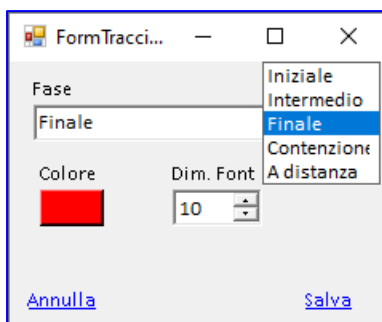 FormTracci...
Fase
Finale
Iniziale
Intermedio
Finale
Contenzione
A distanza
Colore
Dim. Font
10
Annulla
Salva